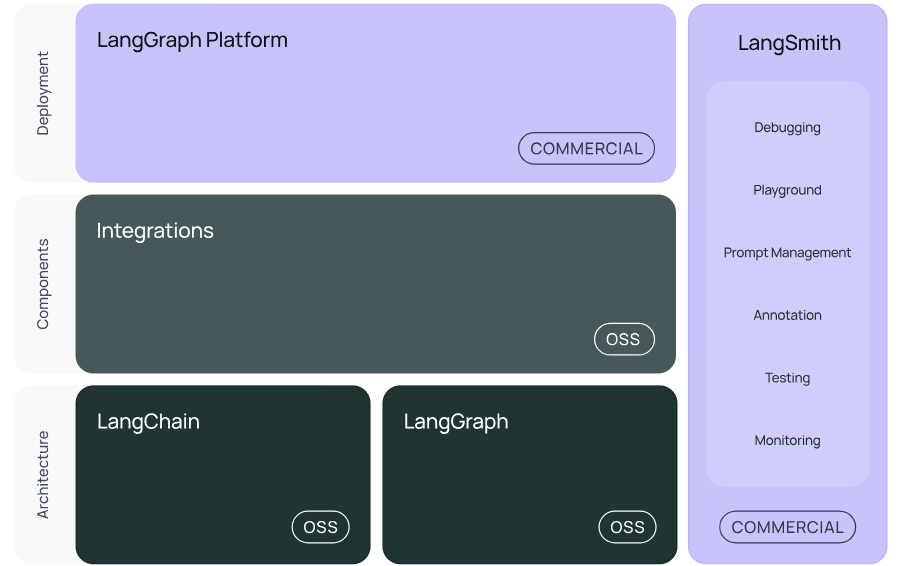 Deployment
LangGraph Platform
COMMERCIAL
Components
Integrations
OSS
Architecture
LangChain
OSS
LangGraph
OSS
LangSmith
Debugging
Playground
Prompt Management
Annotation
Testing
Monitoring
COMMERCIAL